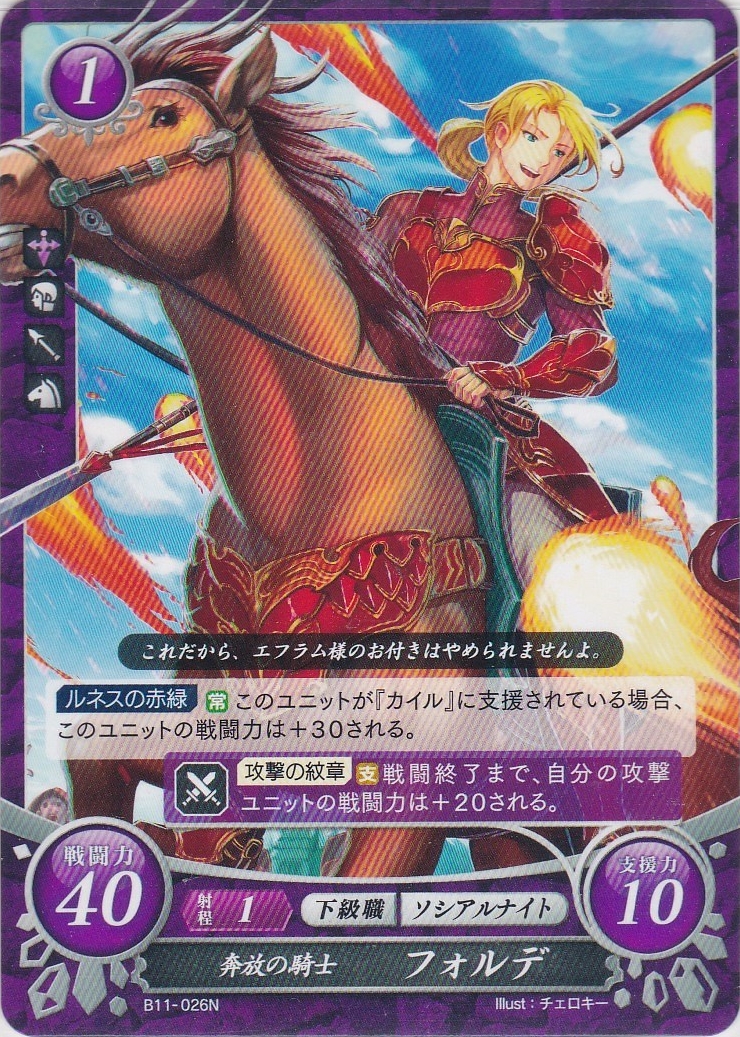 1
これだから、エフラム様のお付きはやめられませんよ。
ルネスの赤緑 常 このユニットが『カイル』に支援されている場合、
このユニットの戦闘力は＋30される。
攻撃の紋章 支 戦闘終了まで、自分の攻撃
ユニットの戦闘力は＋20される。
戦闘力
40
射程 1
下級職 ソシアルナイト
支援力
10
奔放の騎士 フォルデ
B11-026N
Illust：チェロキー